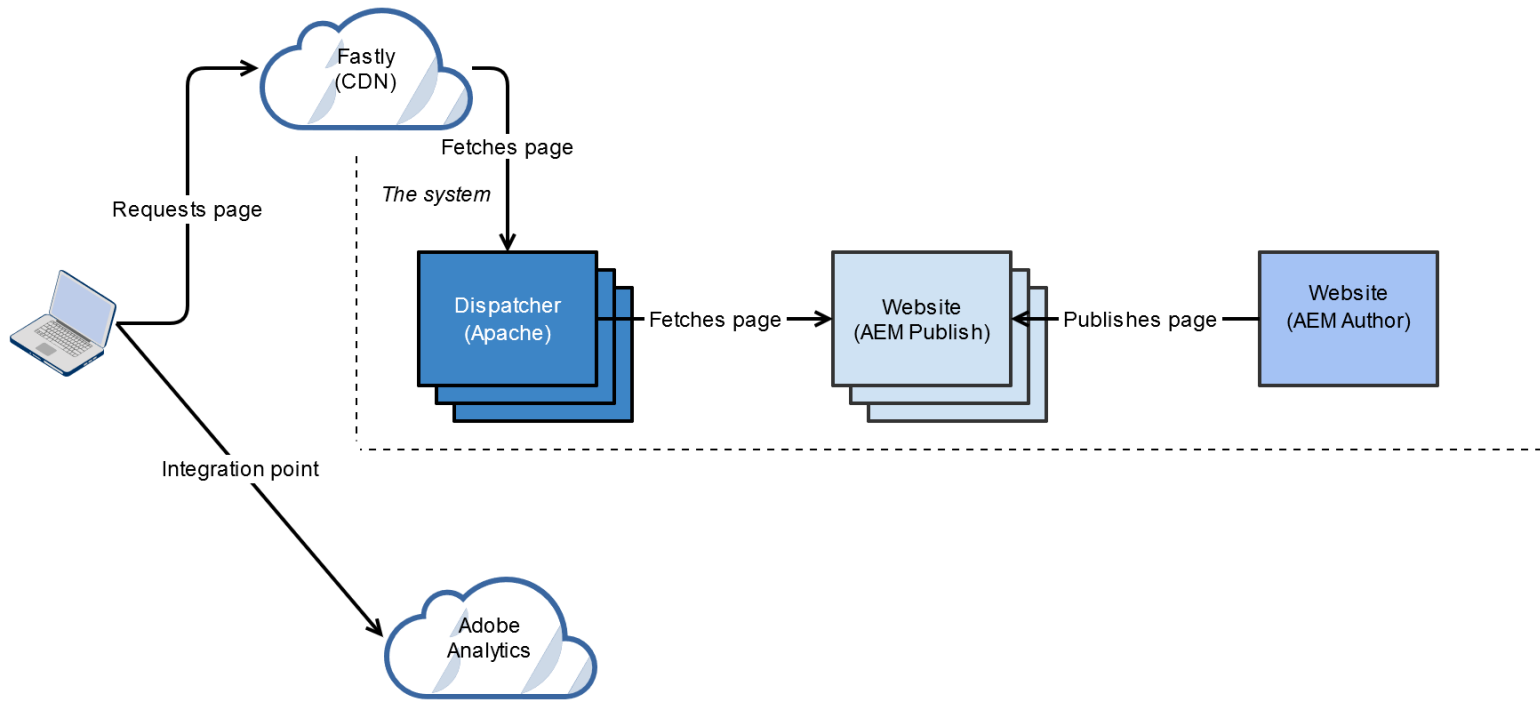 Fastly
(CDN)
Fetches page
The system
Requests page
Dispatcher
(Apache)
Fetches page
Website
(AEM Publish)
Publishes page
Website
(AEM Author)
Integration point
Adobe
Analytics